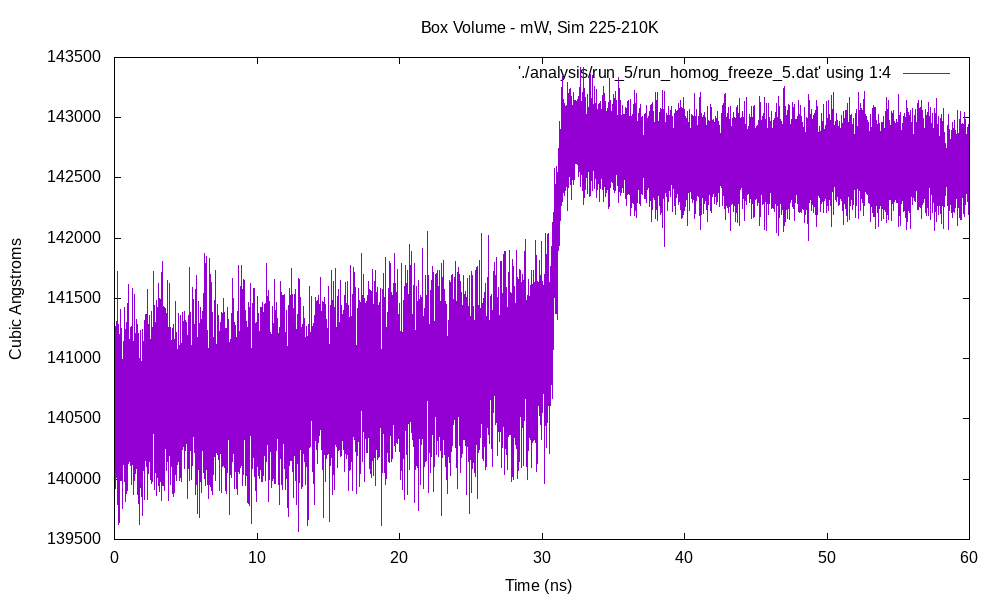 Box Volume - mW, Sim 225-210K
'./analysis/run_5/run_homog_freeze_5.dat' using 1:4
Cubic Angstroms
143500
143000
142500
142000
141500
141000
140500
140000
139500
0 10 20 30 40 50 60
Time (ns)